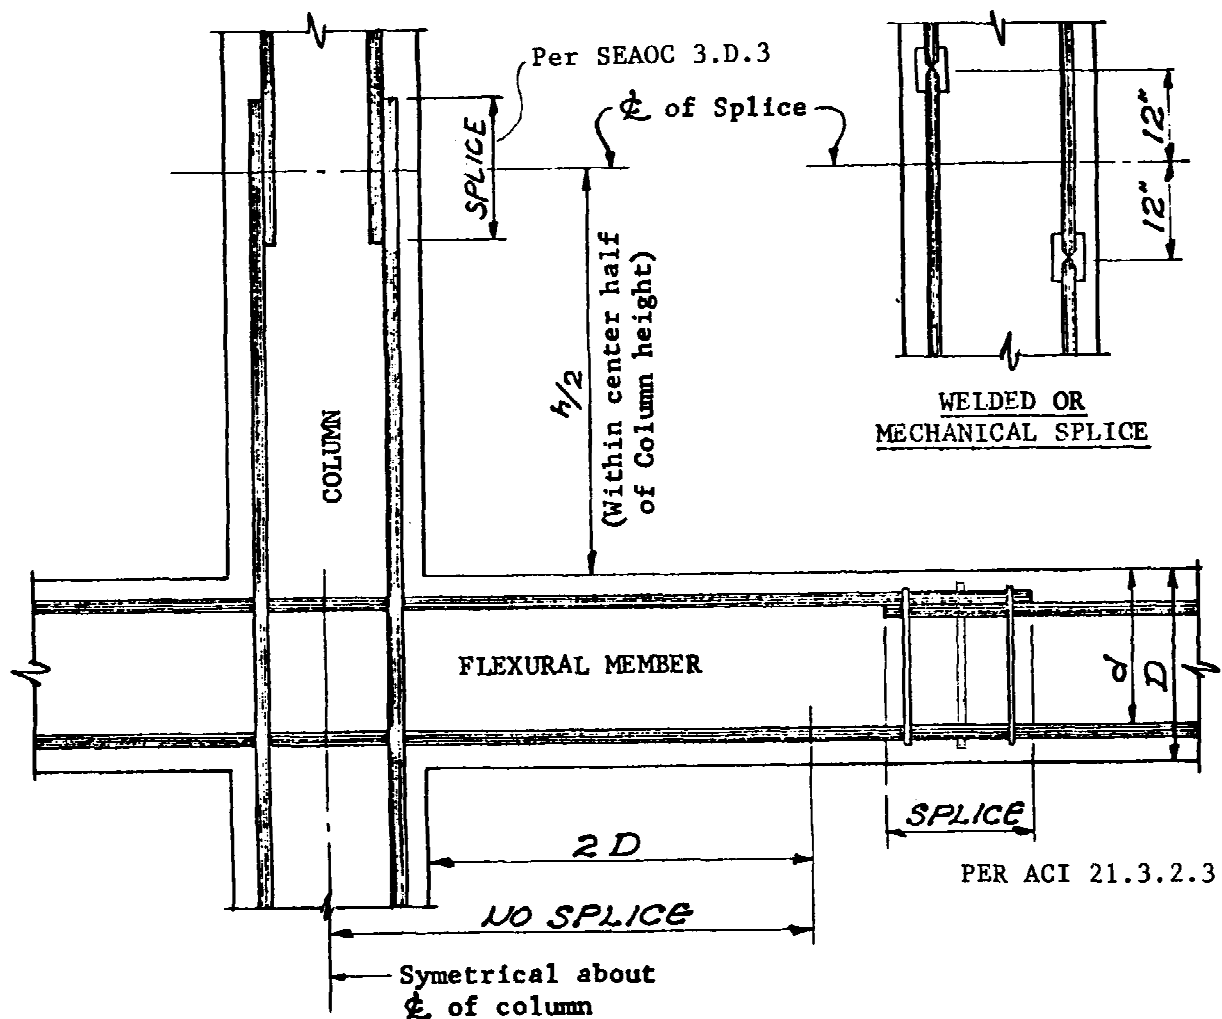 Per SEAOC 3.D.3
℄ of Splice
SPLICE
12"
12"
h/2
(Within center half
of Column height)
WELDED OR
MECHANICAL SPLICE
COLUMN
FLEXURAL MEMBER
d
D
SPLICE
2D
PER ACI 21.3.2.3
NO SPLICE
Symetrical about
℄ of column